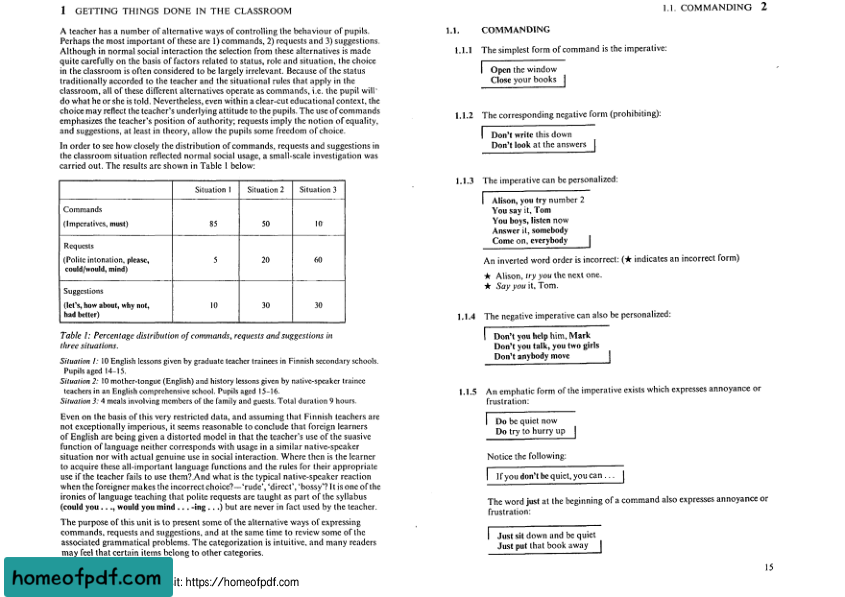 1 GETTING THINGS DONE IN THE CLASSROOM
A teacher has a number of alternative ways of controlling the behaviour of pupils.
Perhaps the most important of these are 1) commands, 2) requests and 3) suggestions.
Although in normal social interaction the selection from these alternatives is made
quite carefully on the basis of factors related to status, role and situation, the choice
in the classroom is often considered to be largely irrelevant. Because of the status
traditionally accorded to the teacher and the situational rules that apply in the
classroom, all of these different alternatives operate as commands, i.e. the pupil will
do what he or she is told. Nevertheless, even within a clear-cut educational context, the
choice may reflect the teacher's underlying attitude to the pupils. The use of commands
emphasizes the teacher's position of authority; requests imply the notion of equality,
and suggestions, at least in theory, allow the pupils some freedom of choice.
In order to see how closely the distribution of commands, requests and suggestions in
the classroom situation reflected normal social usage, a small-scale investigation was
carried out. The results are shown in Table 1 below:
Situation 1 Situation 2 Situation 3
Commands
(Imperatives, must) 85 50 10
Requests
(Polite intonation, please, 5 20 60
could/would, mind)
Suggestions
(let's, how about, why not, 10 30 30
had better)
Table 1: Percentage distribution of commands, requests and suggestions in
three situations.
Situation 1: 10 English lessons given by graduate teacher trainees in Finnish secondary schools.
Pupils aged 14–15.
Situation 2: 10 mother-tongue (English) and history lessons given by native-speaker trainee
teachers in an English comprehensive school. Pupils aged 15–16.
Situation 3: 4 meals involving members of the family and guests. Total duration 9 hours.
Even on the basis of this very restricted data, and assuming that Finnish teachers are
not exceptionally imperious, it seems reasonable to conclude that foreign learners
of English are being given a distorted model in that the teacher's use of the suasive
function of language neither corresponds with usage in a similar native-speaker
situation nor with actual genuine use in social interaction. Where then is the learner
to acquire these all-important language functions and the rules for their appropriate
use if the teacher fails to use them? And what is the typical native-speaker reaction
when the foreigner makes the incorrect choice?—'rude', 'direct', 'bossy'? It is one of the
ironies of language teaching that polite requests are taught as part of the syllabus
(could you . . ., would you mind . . . -ing . . .) but are never in fact used by the teacher.
The purpose of this unit is to present some of the alternative ways of expressing
commands, requests and suggestions, and at the same time to review some of the
associated grammatical problems. The categorization is intuitive, and many readers
may feel that certain items belong to other categories.
homeofpdf.com
it: https://homeofpdf.com
1.1. COMMANDING 2
1.1. COMMANDING
1.1.1 The simplest form of command is the imperative:
Open the window
Close your books
1.1.2 The corresponding negative form (prohibiting):
Don't write this down
Don't look at the answers
1.1.3 The imperative can be personalized:
Alison, you try number 2
You say it, Tom
You boys, listen now
Answer it, somebody
Come on, everybody
An inverted word order is incorrect: (★ indicates an incorrect form)
★ Alison, try you the next one.
★ Say you it, Tom.
1.1.4 The negative imperative can also be personalized:
Don't you help him, Mark
Don't you talk, you two girls
Don't anybody move
1.1.5 An emphatic form of the imperative exists which expresses annoyance or
frustration:
Do be quiet now
Do try to hurry up
Notice the following:
If you don't be quiet, you can . . .
The word just at the beginning of a command also expresses annoyance or
frustration:
Just sit down and be quiet
Just put that book away
15